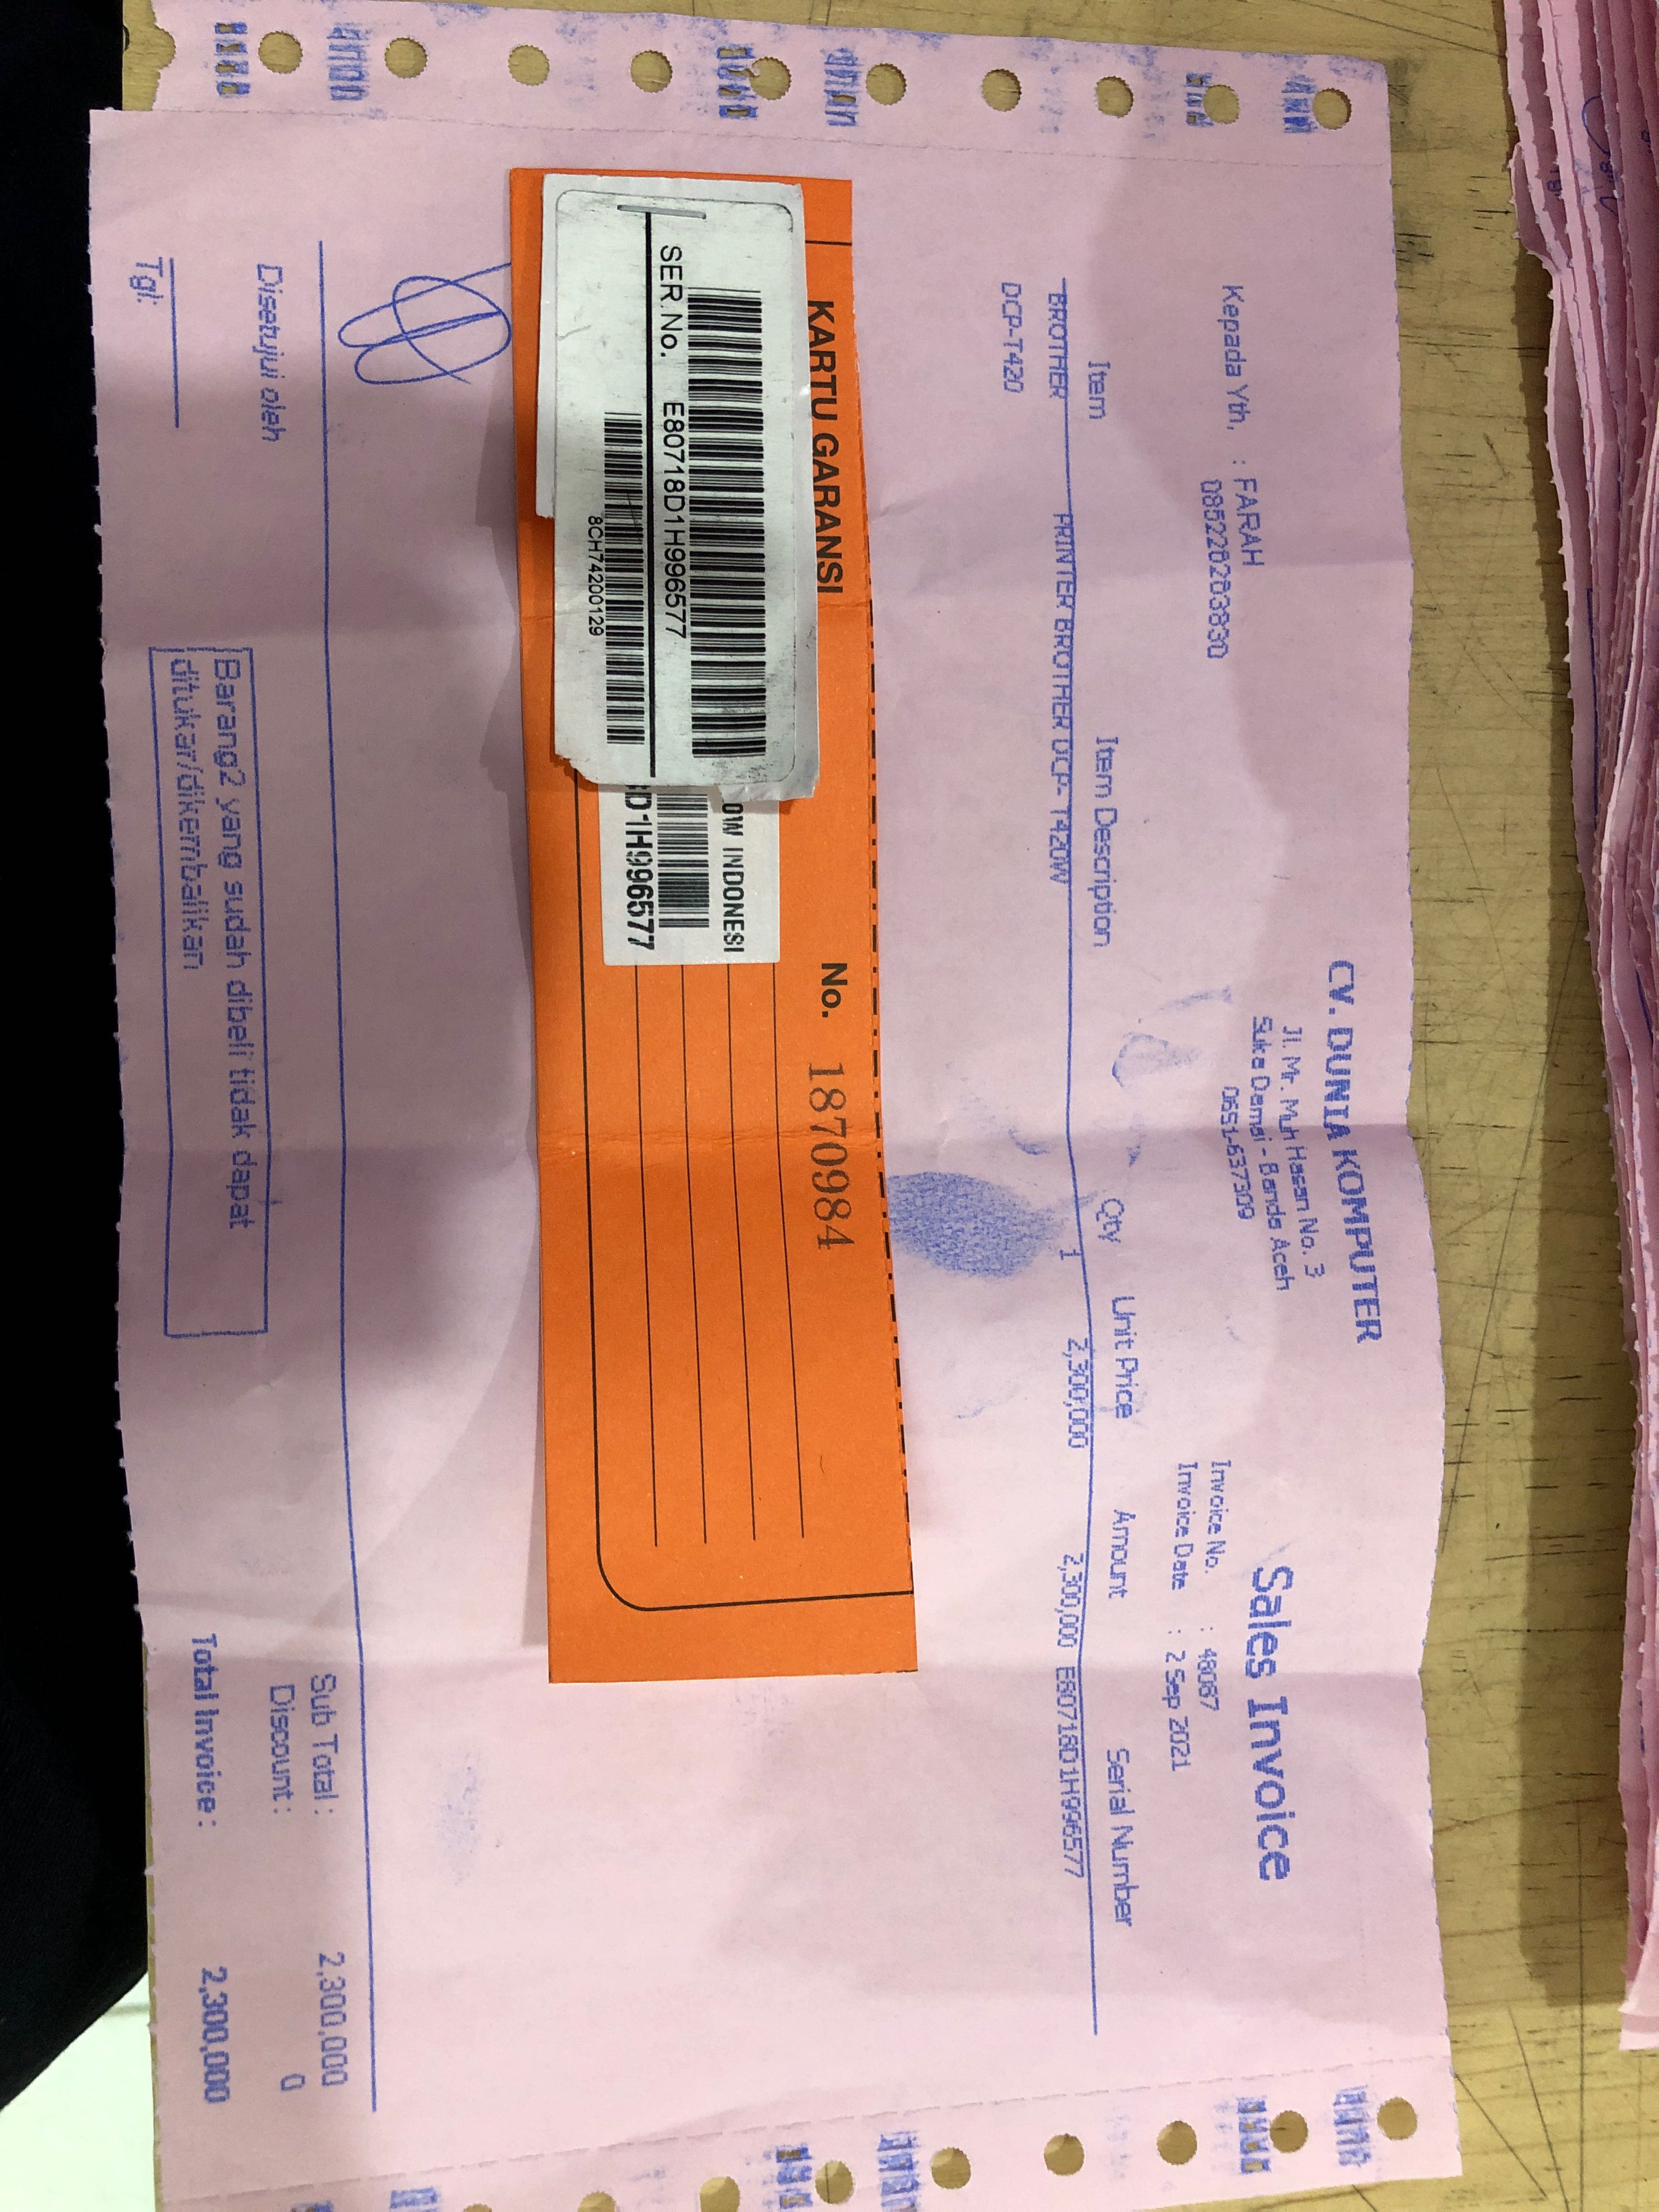 CV. DUNIA KOMPUTER
Jl. Mr. Muh Hasan No. 3
Suka Damai - Banda Aceh
0651-637309
Sales Invoice
Kepada Yth, : FARAH
085220203830
Invoice No. : 48067
Invoice Date : 2 Sep 2021
Item Item Description Qty Unit Price Amount Serial Number
BROTHER PRINTER BROTHER DCP- T420W 1 2,300,000 2,300,000 E80718D1H996577
DCP-T420
KARTU GARANSI No. 1870984
OW INDONESI
D1H996577
SER.No. E80718D1H996577
8CH74200129
Sub Total : 2,300,000
Discount : 0
Total Invoice : 2,300,000
Disetujui oleh
Tgl:
Barang2 yang sudah dibeli tidak dapat
ditukar/dikembalikan